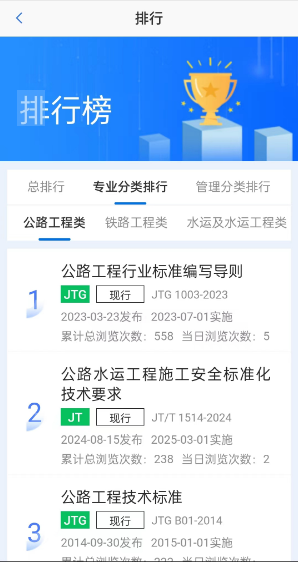 排行
排行榜
总排行 专业分类排行 管理分类排行
公路工程类 铁路工程类 水运及水运工程类
1 公路工程行业标准编写导则
JTG 现行 JTG 1003-2023
2023-03-23发布 2023-07-01实施
累计总浏览次数：558 当日浏览次数：5
2 公路水运工程施工安全标准化
技术要求
JT 现行 JT/T 1514-2024
2024-08-15发布 2025-03-01实施
累计总浏览次数：238 当日浏览次数：2
3 公路工程技术标准
JTG 现行 JTG B01-2014
2014-09-30发布 2015-01-01实施